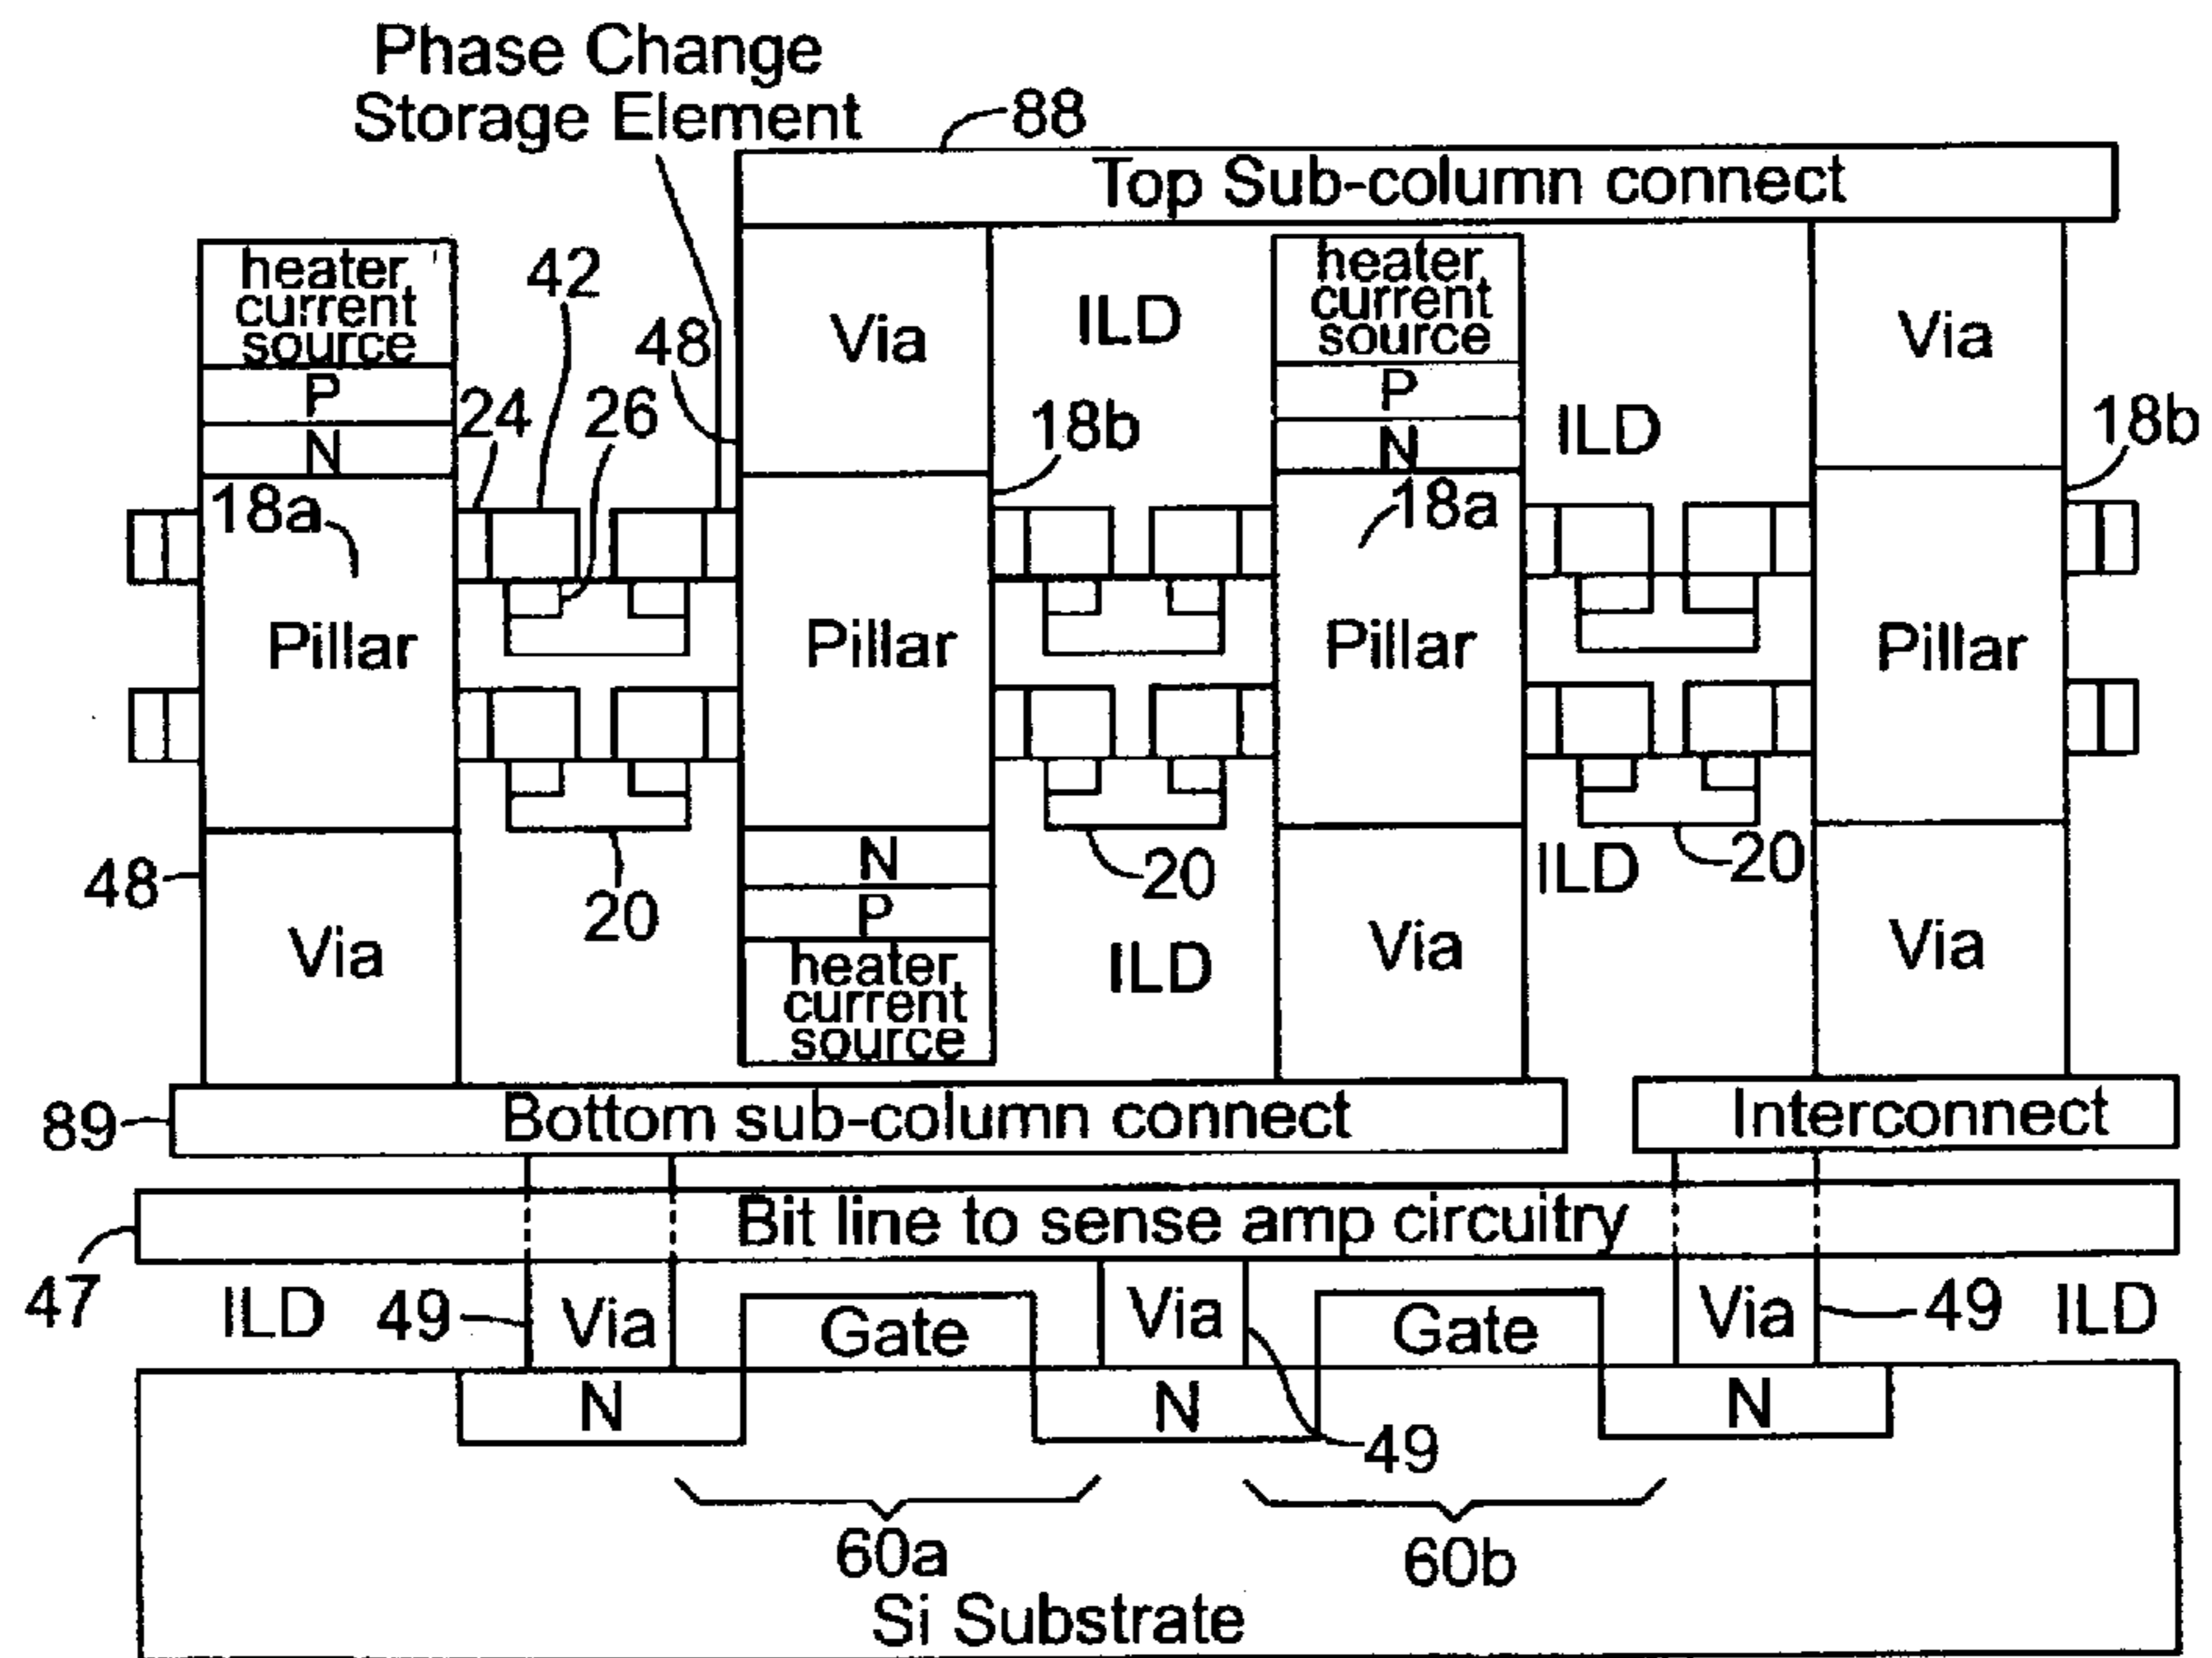 Phase Change
Storage Element
88
Top Sub-column connect
heater
current
source
P
N
42
24
26
48
Via
ILD
heater
current
source
P
N
ILD
Via
18b
18b
18a
18a
Pillar
Pillar
Pillar
Pillar
48
Via
20
N
P
heater
current
source
20
ILD
ILD
20
Via
Via
89
Bottom sub-column connect
Interconnect
Bit line to sense amp circuitry
47
ILD
49
Via
Gate
Via
Gate
Via
49
ILD
N
N
N
49
60a
60b
Si Substrate